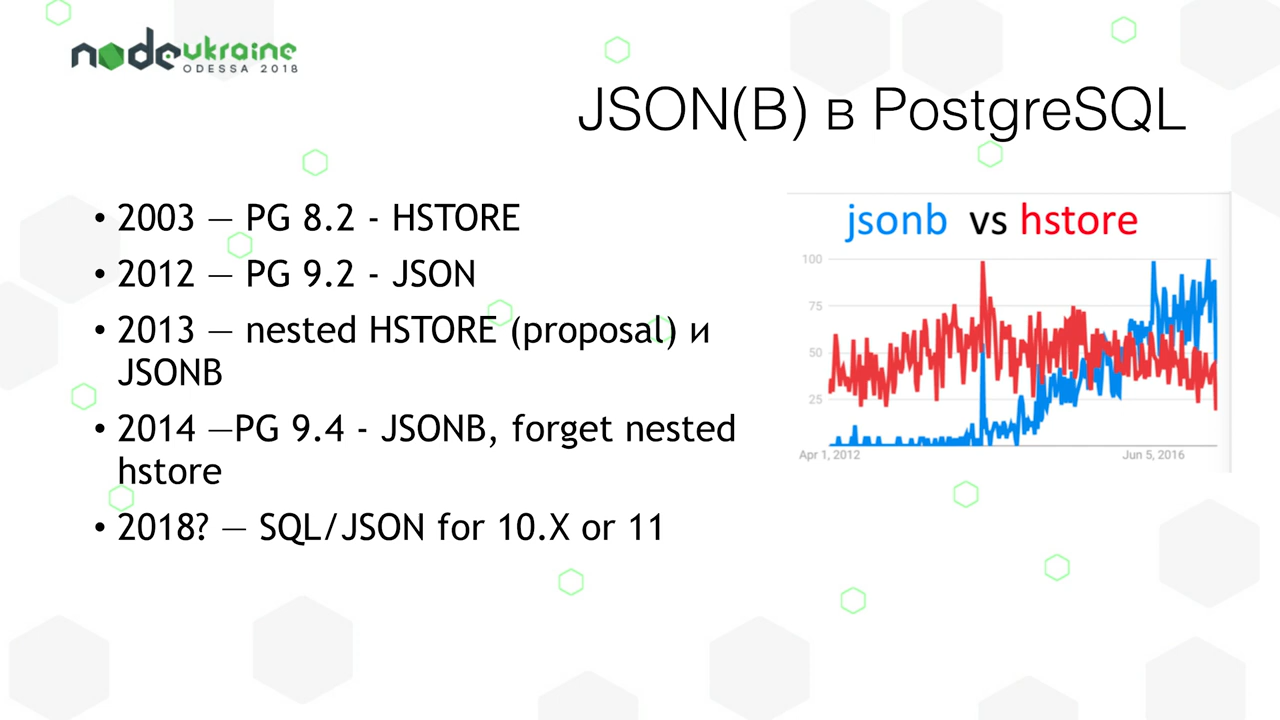 nodeukraine
ODESSA 2018
JSON(B) в PostgreSQL
• 2003 — PG 8.2 - HSTORE
• 2012 — PG 9.2 - JSON
• 2013 — nested HSTORE (proposal) и
JSONB
• 2014 —PG 9.4 - JSONB, forget nested
hstore
• 2018? — SQL/JSON for 10.X or 11
jsonb vs hstore
100
75
50
25
Apr 1, 2012
Jun 5, 2016